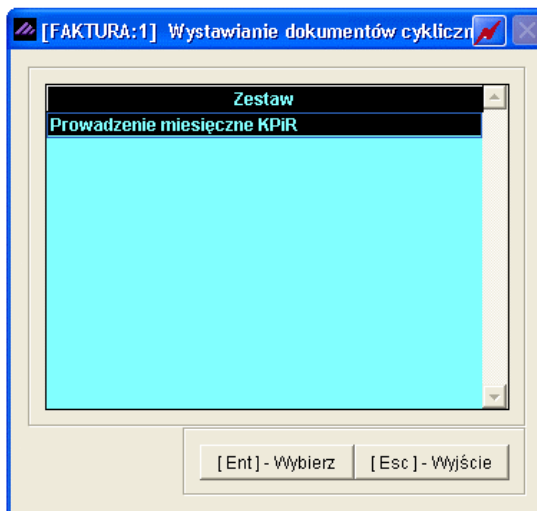 [FAKTURA:1] Wystawianie dokumentów cykliczn
Zestaw
Prowadzenie miesięczne KPiR
[Ent] - Wybierz [Esc] - Wyjście